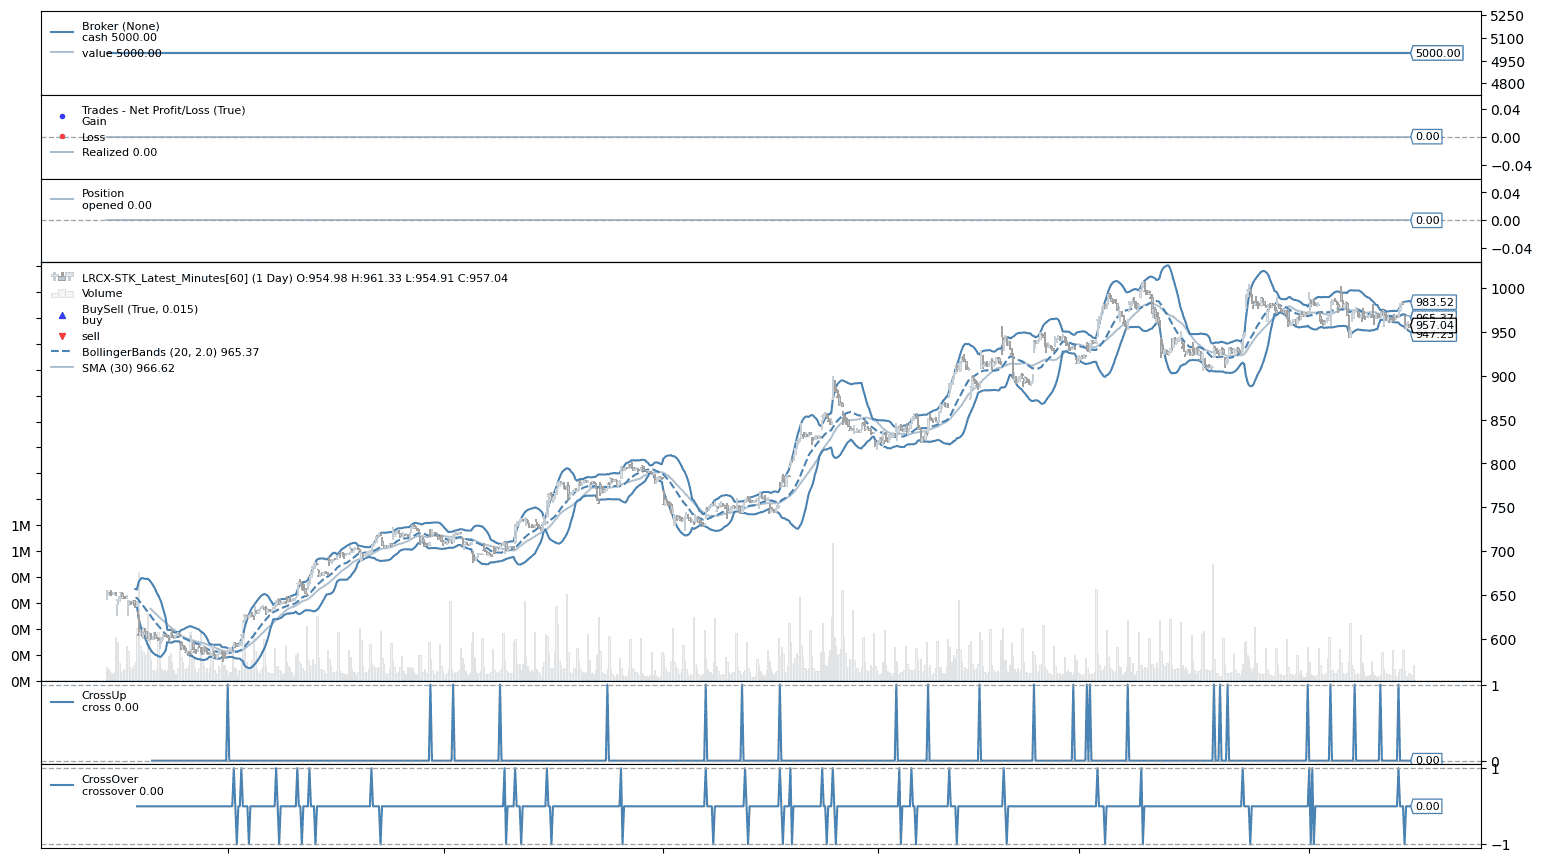 Broker (None)
cash 5000.00
value 5000.00
5250
5100
4950
4800
5000.00
Trades - Net Profit/Loss (True)
Gain
Loss
Realized 0.00
0.04
0.00
−0.04
0.00
Position
opened 0.00
0.04
0.00
−0.04
0.00
LRCX-STK_Latest_Minutes[60] (1 Day) O:954.98 H:961.33 L:954.91 C:957.04
Volume
BuySell (True, 0.015)
buy
sell
BollingerBands (20, 2.0) 965.37
SMA (30) 966.62
1000
950
900
850
800
750
700
650
600
983.52
965.37
957.04
947.23
1M
1M
0M
0M
0M
0M
0M
CrossUp
cross 0.00
1
0
0.00
CrossOver
crossover 0.00
1
0.00
−1